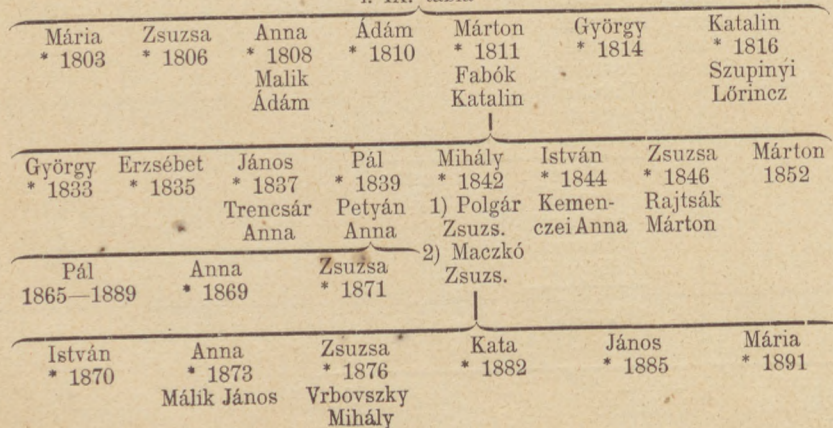 Mária Zsuzsa Anna Ádám Márton György Katalin
* 1803 * 1806 * 1808 * 1810 * 1811 * 1814 * 1816
Malik Fabók Szupinyi
Ádám Katalin Lőrincz
György Erzsébet János Pál Mihály István Zsuzsa Márton
* 1833 * 1835 * 1837 * 1839 * 1842 * 1844 * 1846 1852
Trencsár Petyán 1) Polgár Kemen- Rajtsák
Anna Anna Zsuzs. czei Anna Márton
2) Maczkó
Pál Anna Zsuzsa Zsuzs.
1865—1889 * 1869 * 1871
István Anna Zsuzsa Kata János Mária
* 1870 * 1873 * 1876 * 1882 * 1885 * 1891
Málik János Vrbovszky
Mihály